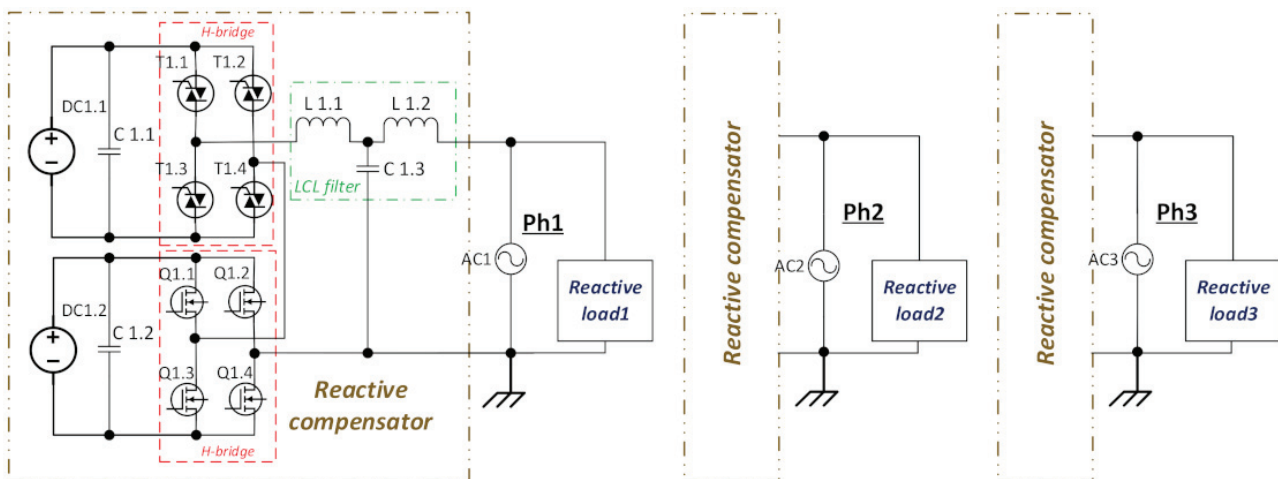 H-bridge
T1.1
T1.2
DC1.1
C 1.1
T1.3
T1.4
L 1.1
L 1.2
C 1.3
LCL filter
Q1.1
Q1.2
DC1.2
C 1.2
Q1.3
Q1.4
H-bridge
Reactive
compensator
Ph1
AC1
Reactive
load1
Reactive compensator
Ph2
AC2
Reactive
load2
Reactive compensator
Ph3
AC3
Reactive
load3